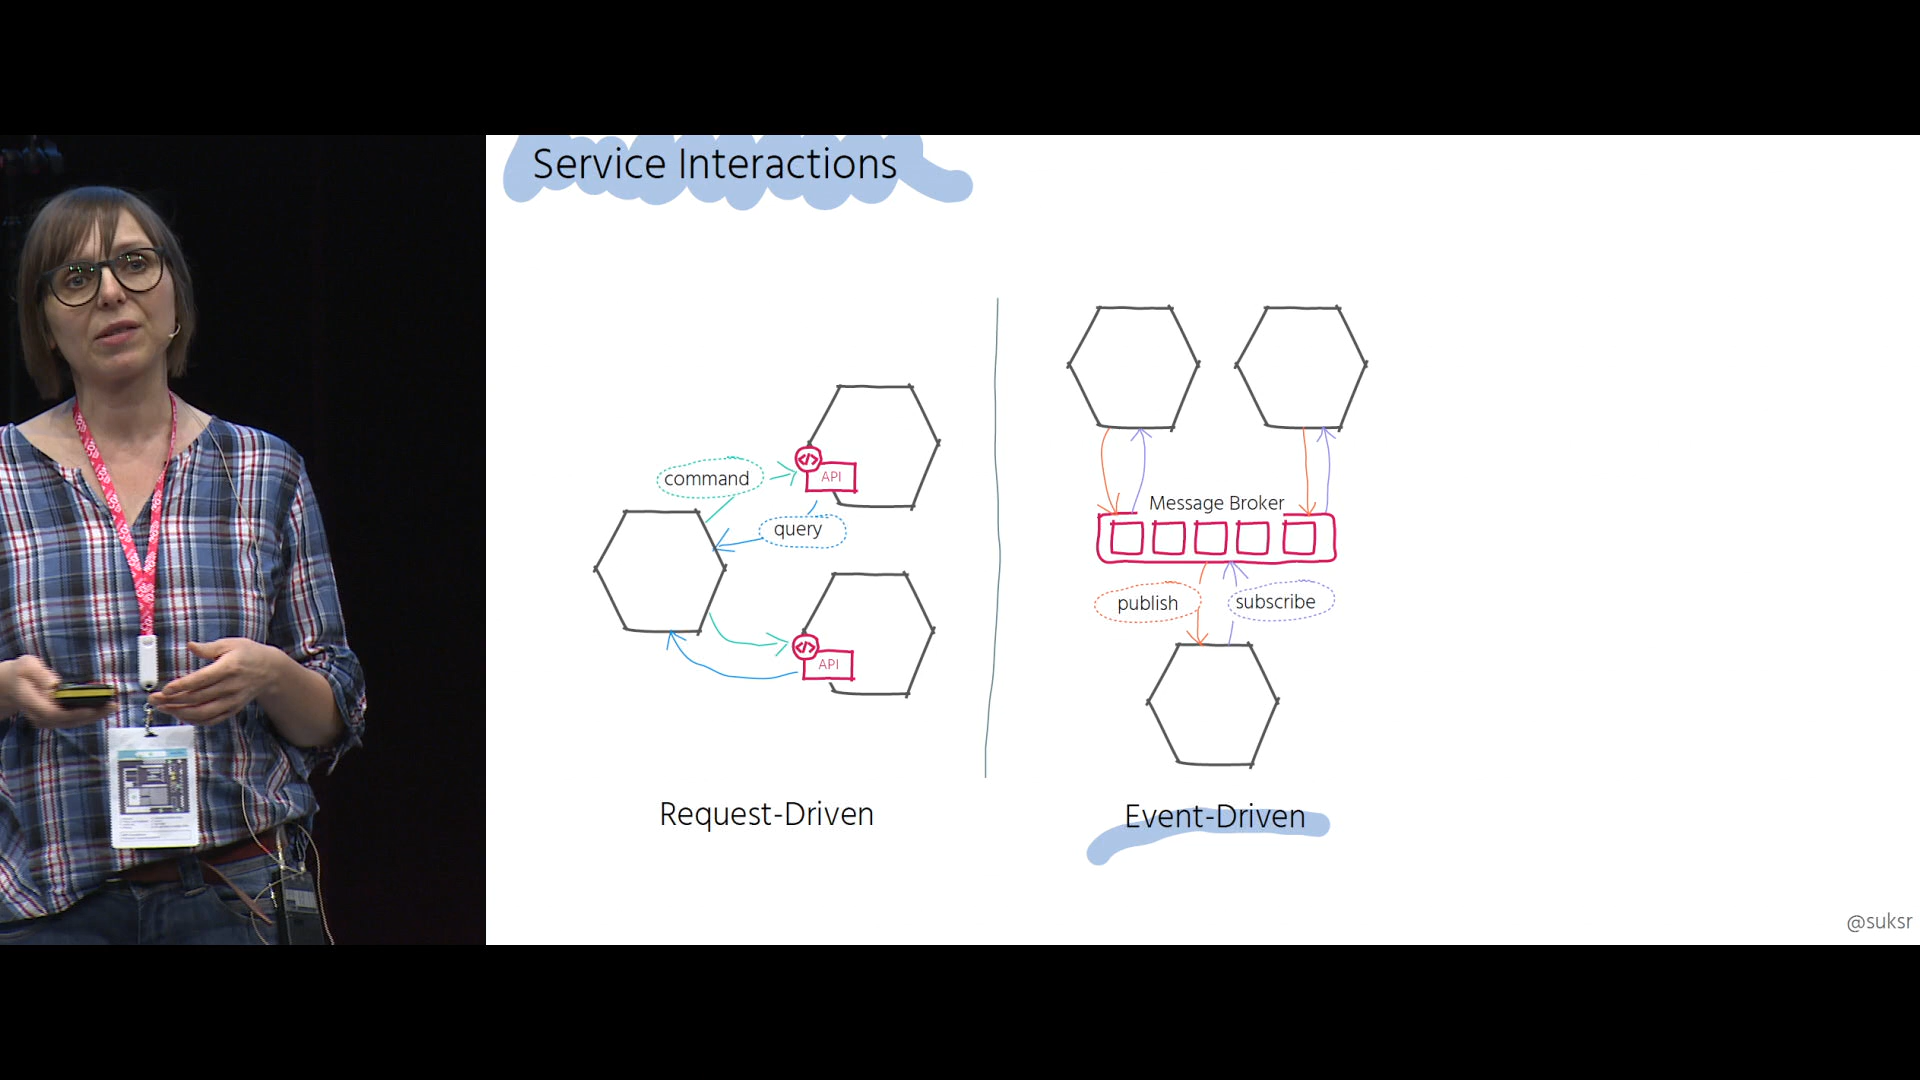 Service Interactions
command
</>
API
query
</>
API
Request-Driven
Message Broker
publish
subscribe
Event-Driven
@suksr